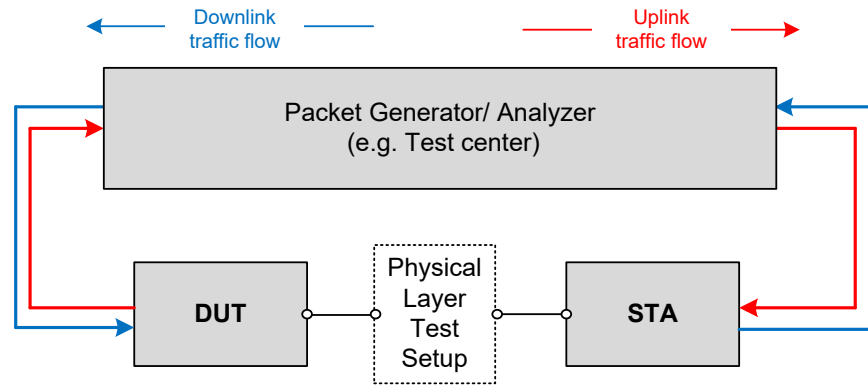 Downlink
traffic flow
Uplink
traffic flow
Packet Generator/ Analyzer
(e.g. Test center)
DUT
Physical
Layer
Test
Setup
STA